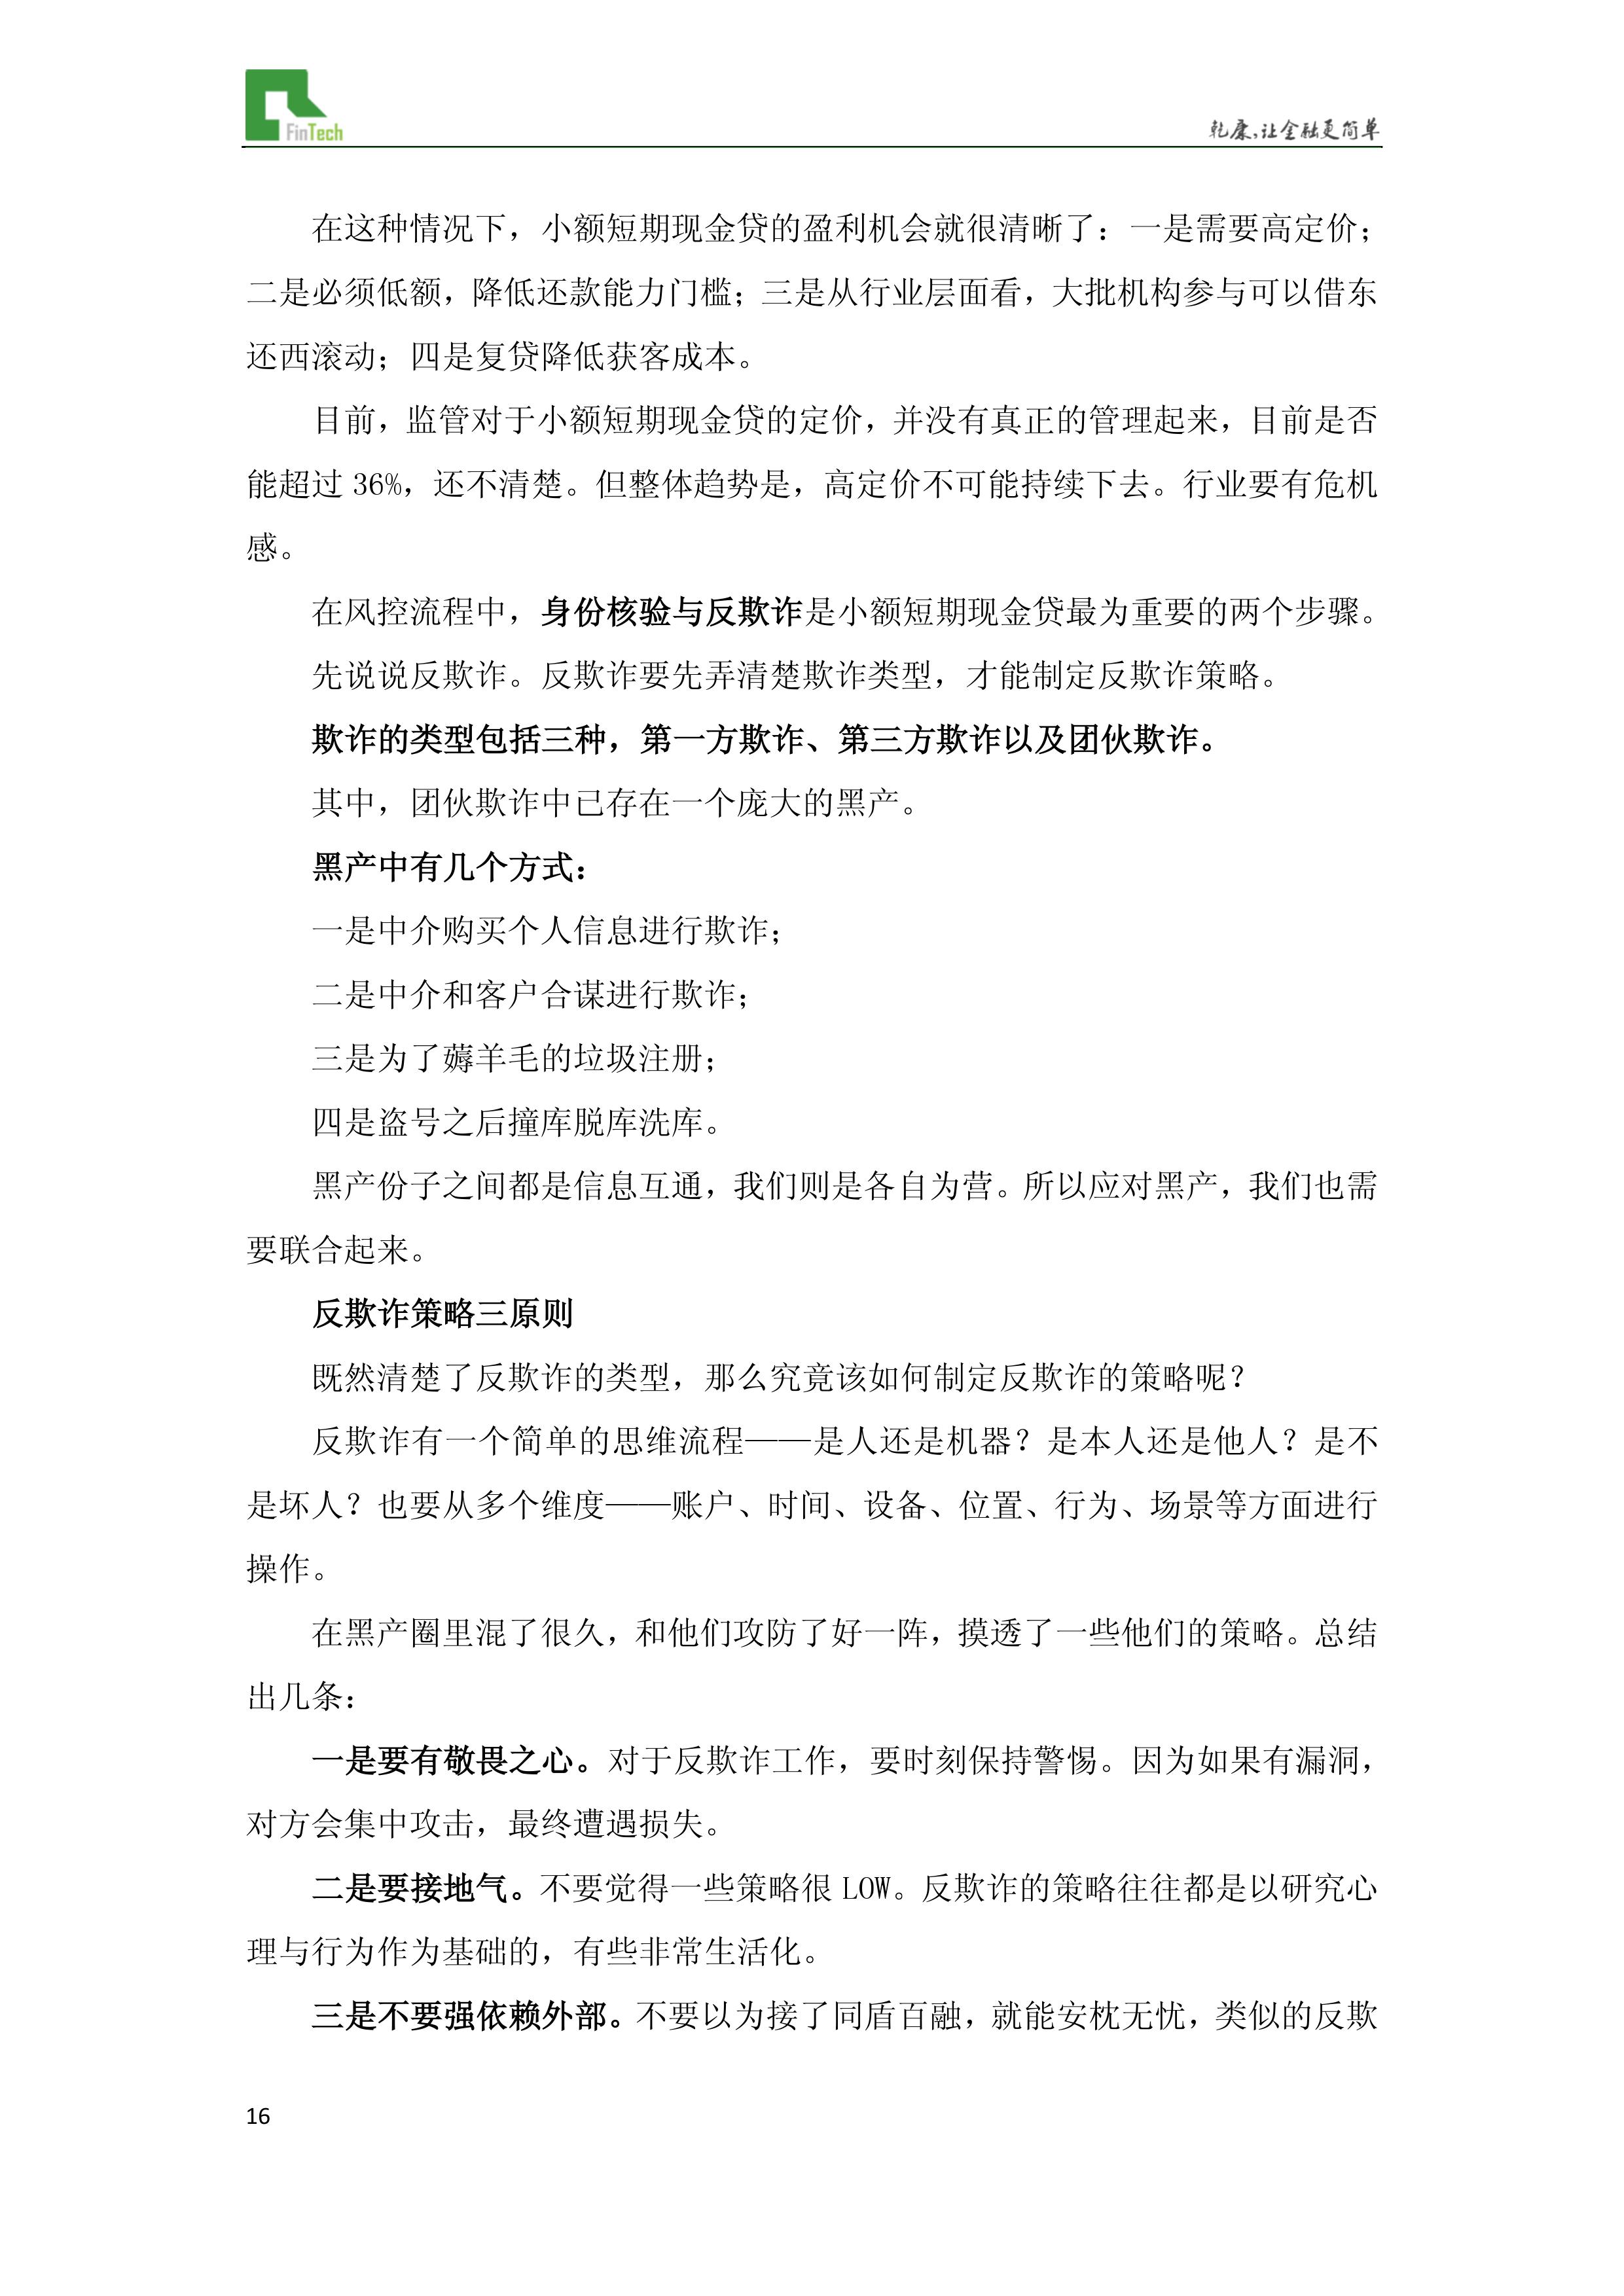 FinTech
乾康,让金融更简单
在这种情况下，小额短期现金贷的盈利机会就很清晰了：一是需要高定价；
二是必须低额，降低还款能力门槛；三是从行业层面看，大批机构参与可以借东
还西滚动；四是复贷降低获客成本。
目前，监管对于小额短期现金贷的定价，并没有真正的管理起来，目前是否
能超过 36%，还不清楚。但整体趋势是，高定价不可能持续下去。行业要有危机
感。
在风控流程中，身份核验与反欺诈是小额短期现金贷最为重要的两个步骤。
先说说反欺诈。反欺诈要先弄清楚欺诈类型，才能制定反欺诈策略。
欺诈的类型包括三种，第一方欺诈、第三方欺诈以及团伙欺诈。
其中，团伙欺诈中已存在一个庞大的黑产。
黑产中有几个方式：
一是中介购买个人信息进行欺诈；
二是中介和客户合谋进行欺诈；
三是为了薅羊毛的垃圾注册；
四是盗号之后撞库脱库洗库。
黑产份子之间都是信息互通，我们则是各自为营。所以应对黑产，我们也需
要联合起来。
反欺诈策略三原则
既然清楚了反欺诈的类型，那么究竟该如何制定反欺诈的策略呢？
反欺诈有一个简单的思维流程——是人还是机器？是本人还是他人？是不
是坏人？也要从多个维度——账户、时间、设备、位置、行为、场景等方面进行
操作。
在黑产圈里混了很久，和他们攻防了好一阵，摸透了一些他们的策略。总结
出几条：
一是要有敬畏之心。对于反欺诈工作，要时刻保持警惕。因为如果有漏洞，
对方会集中攻击，最终遭遇损失。
二是要接地气。不要觉得一些策略很 LOW。反欺诈的策略往往都是以研究心
理与行为作为基础的，有些非常生活化。
三是不要强依赖外部。不要以为接了同盾百融，就能安枕无忧，类似的反欺
16